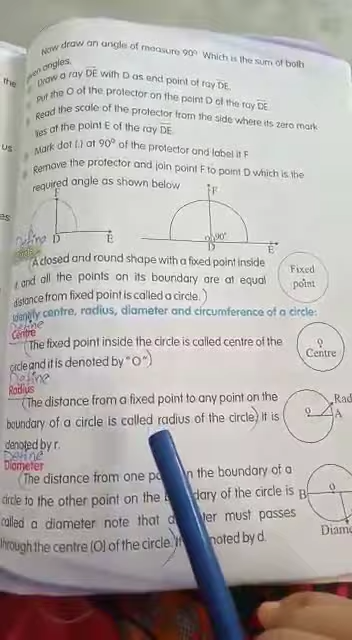 Now draw an angle of measure 90° Which is the sum of both
angles.
Draw a ray DE with D as end point of ray DE.
Put the O of the protector on the point D of the ray DE
the
Read the scale of the protector from the side where its zero mark
lies at the point E of the ray DE
us
Mark dot (.) at 90° of the protector and label it F
Remove the protector and join point F to point D which is the
required angle as shown below
es
F
F
90°
D
E
D
E
Define
(A closed and round shape with a fixed point inside
it and all the points on its boundary are at equal
distance from fixed point is called a circle.)
Fixed
point
Identify centre, radius, diameter and circumference of a circle:
Define
Centre
(The fixed point inside the circle is called centre of the
circle and it is denoted by "O")
O
Centre
Define
Radius
(The distance from a fixed point to any point on the
boundary of a circle is called radius of the circle) it is
denoted by r.
Rad
O
A
Define
Diameter
(The distance from one po n the boundary of a
circle to the other point on the dary of the circle is
called a diameter note that ter must passes
through the centre (O) of the circle. noted by d.
B
O
Diame